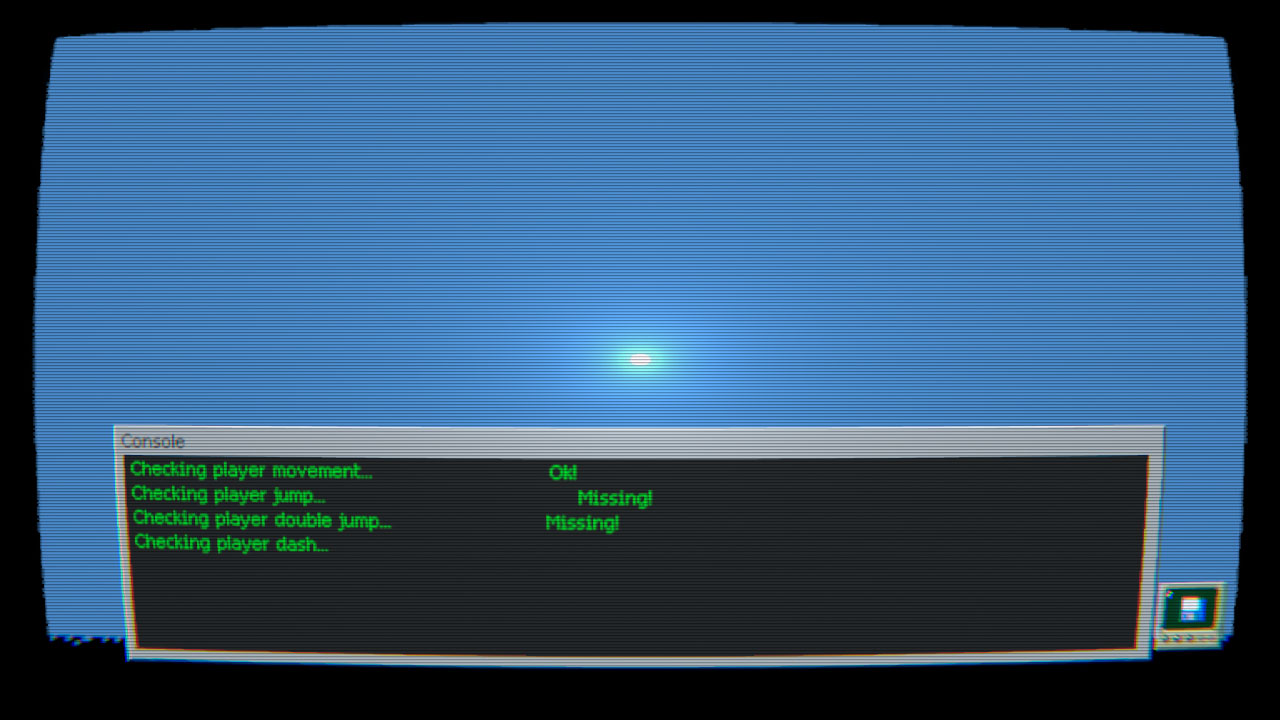 Console
Checking player movement... Ok!
Checking player jump... Missing!
Checking player double jump... Missing!
Checking player dash...